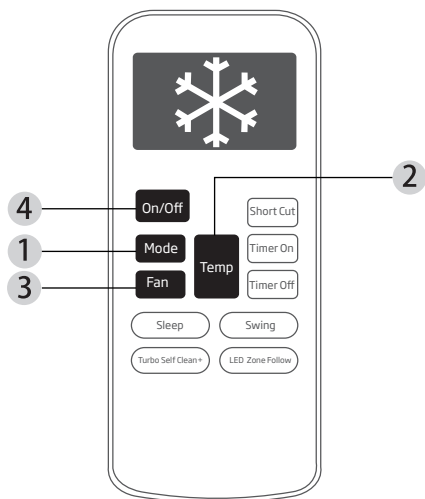 2
4
On/Off
Short Cut
1
Mode
Temp
Timer On
3
Fan
Timer Off
Sleep
Swing
Turbo Self Clean+
LED Zone Follow